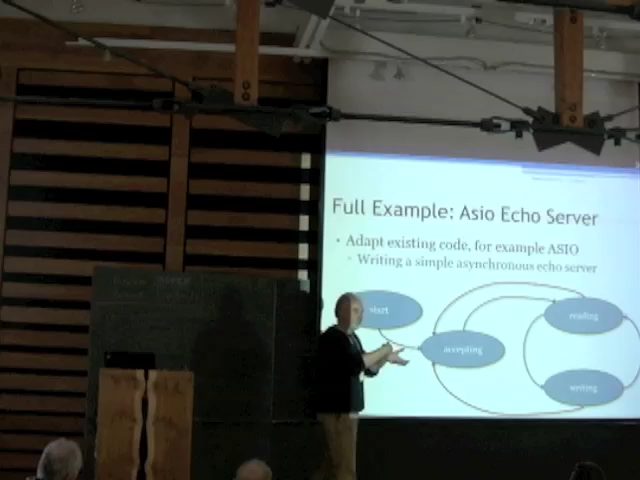 Full Example: Asio Echo Server
• Adapt existing code, for example ASIO
◦ Writing a simple asynchronous echo server
start
reading
accepting
writing